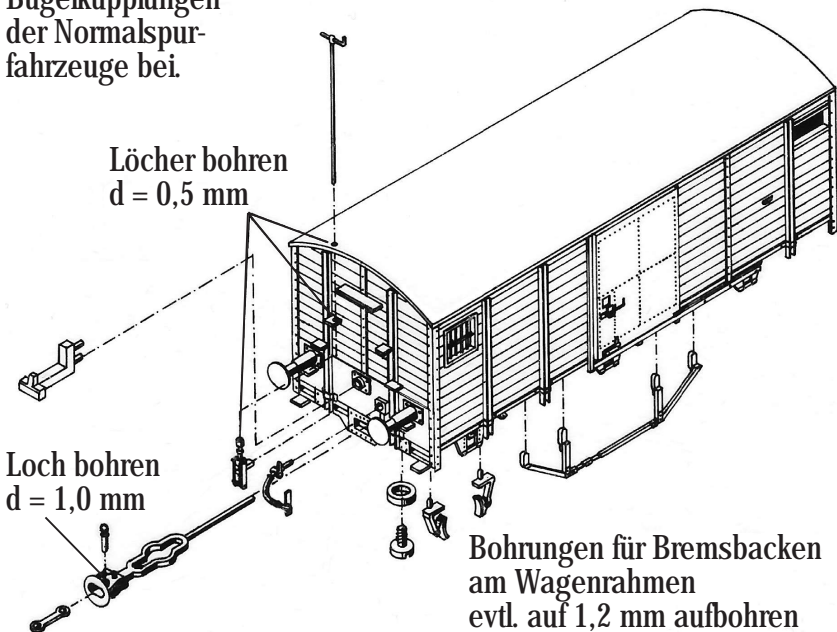 Bügelkupplungen
der Normalspur-
fahrzeuge bei.
Löcher bohren
d = 0,5 mm
Loch bohren
d = 1,0 mm
Bohrungen für Bremsbacken
am Wagenrahmen
evtl. auf 1,2 mm aufbohren